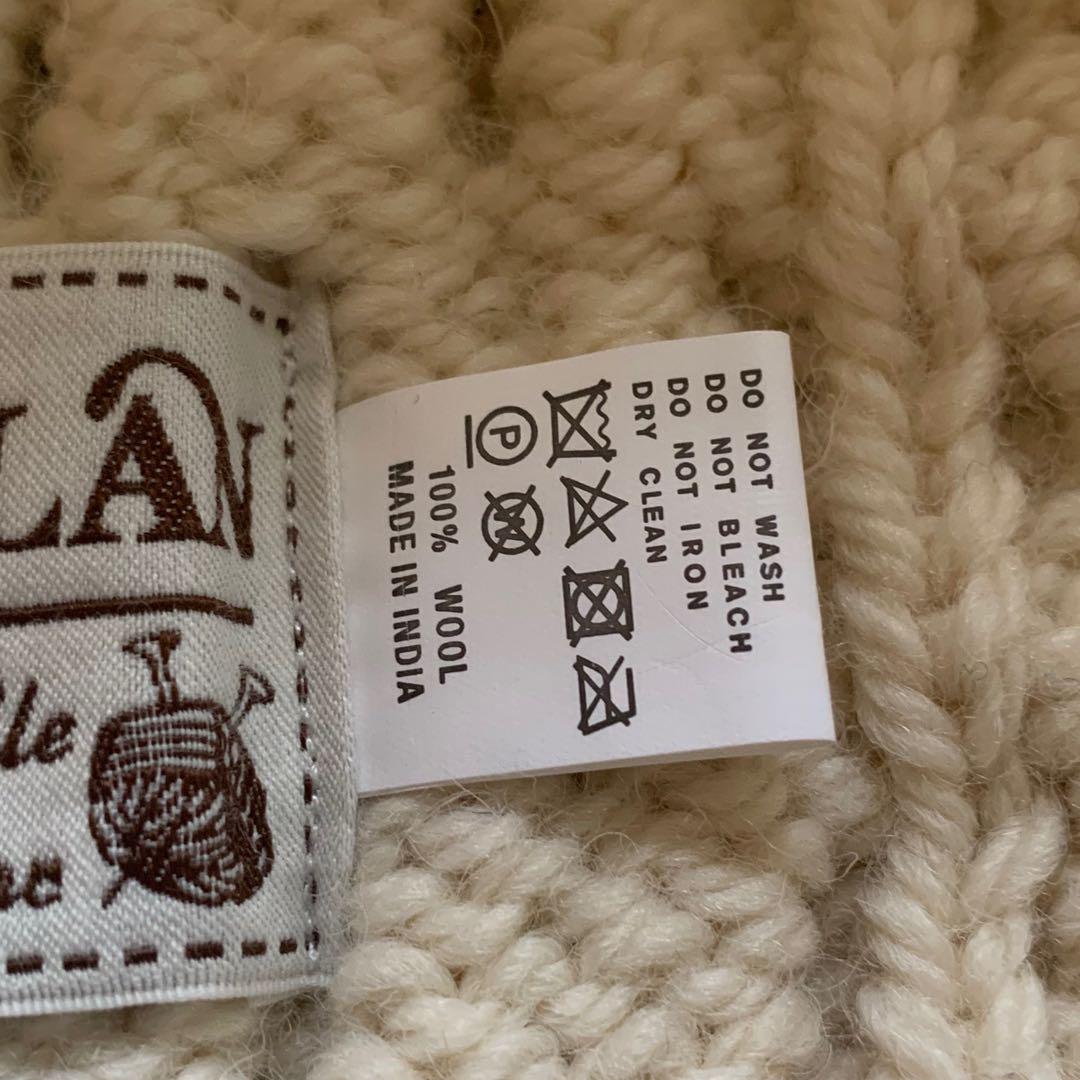 DO NOT WASH
DO NOT BLEACH
DO NOT IRON
DRY CLEAN
P
W
100% WOOL
MADE IN INDIA
LAN